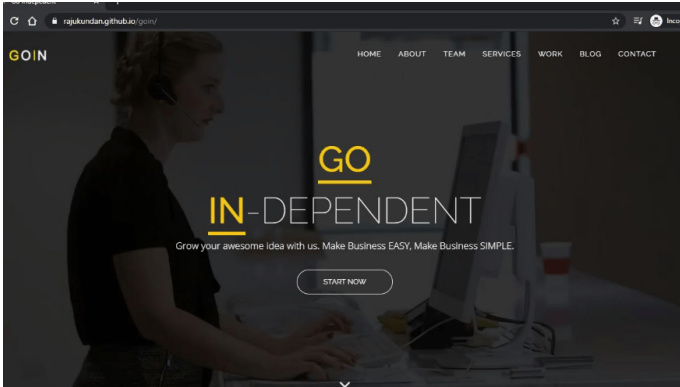 rajukundan.github.io/goin/
GOIN
HOME ABOUT TEAM SERVICES WORK BLOG CONTACT
GO
IN-DEPENDENT
Grow your awesome idea with us. Make Business EASY, Make Business SIMPLE.
START NOW